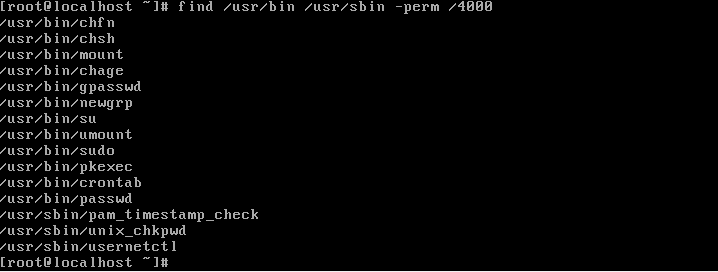 [root@localhost ~]# find /usr/bin /usr/sbin -perm /4000
/usr/bin/chfn
/usr/bin/chsh
/usr/bin/mount
/usr/bin/chage
/usr/bin/gpasswd
/usr/bin/newgrp
/usr/bin/su
/usr/bin/umount
/usr/bin/sudo
/usr/bin/pkexec
/usr/bin/crontab
/usr/bin/passwd
/usr/sbin/pam_timestamp_check
/usr/sbin/unix_chkpwd
/usr/sbin/usernetctl
[root@localhost ~]#